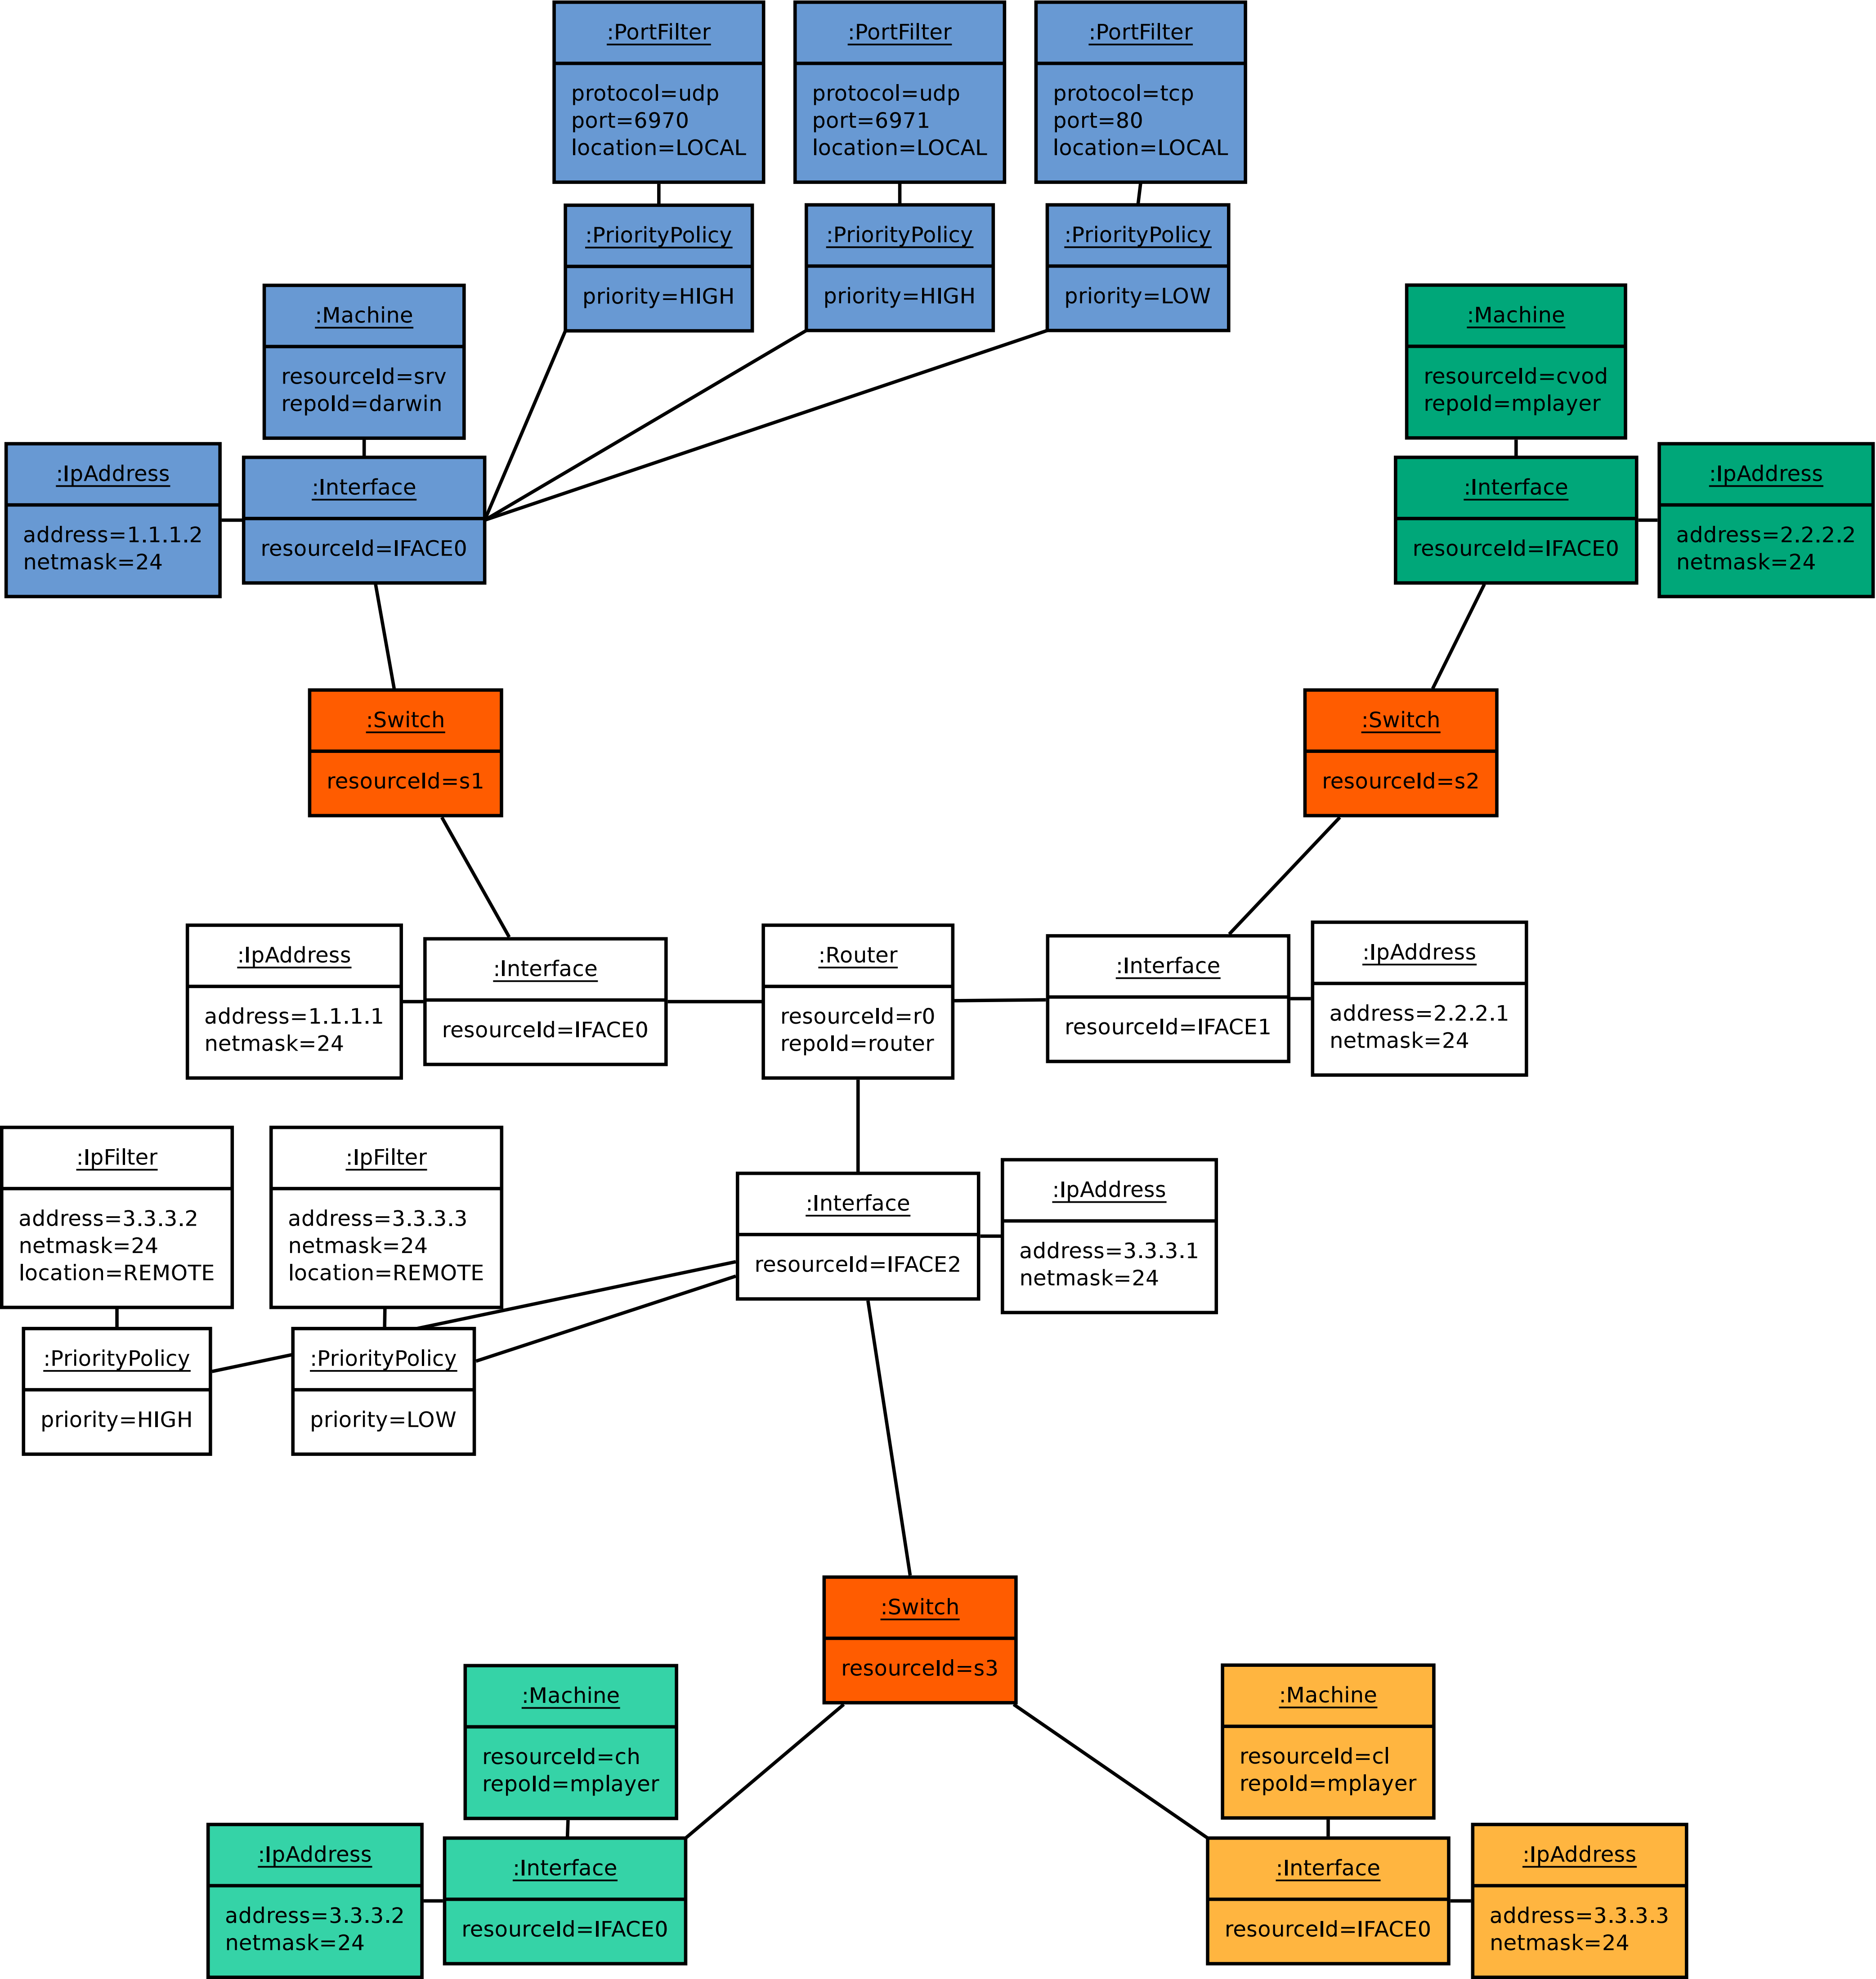 :PortFilter
protocol=udp
port=6970
location=LOCAL
:PortFilter
protocol=udp
port=6971
location=LOCAL
:PortFilter
protocol=tcp
port=80
location=LOCAL
:PriorityPolicy
priority=HIGH
:PriorityPolicy
priority=HIGH
:PriorityPolicy
priority=LOW
:Machine
resourceId=srv
repoId=darwin
:Machine
resourceId=cvod
repoId=mplayer
:IpAddress
address=1.1.1.2
netmask=24
:Interface
resourceId=IFACE0
:Interface
resourceId=IFACE0
:IpAddress
address=2.2.2.2
netmask=24
:Switch
resourceId=s1
:Switch
resourceId=s2
:IpAddress
address=1.1.1.1
netmask=24
:Interface
resourceId=IFACE0
:Router
resourceId=r0
repoId=router
:Interface
resourceId=IFACE1
:IpAddress
address=2.2.2.1
netmask=24
:IpFilter
address=3.3.3.2
netmask=24
location=REMOTE
:IpFilter
address=3.3.3.3
netmask=24
location=REMOTE
:Interface
resourceId=IFACE2
:IpAddress
address=3.3.3.1
netmask=24
:PriorityPolicy
priority=HIGH
:PriorityPolicy
priority=LOW
:Switch
resourceId=s3
:Machine
resourceId=ch
repoId=mplayer
:Machine
resourceId=cl
repoId=mplayer
:IpAddress
address=3.3.3.2
netmask=24
:Interface
resourceId=IFACE0
:Interface
resourceId=IFACE0
:IpAddress
address=3.3.3.3
netmask=24